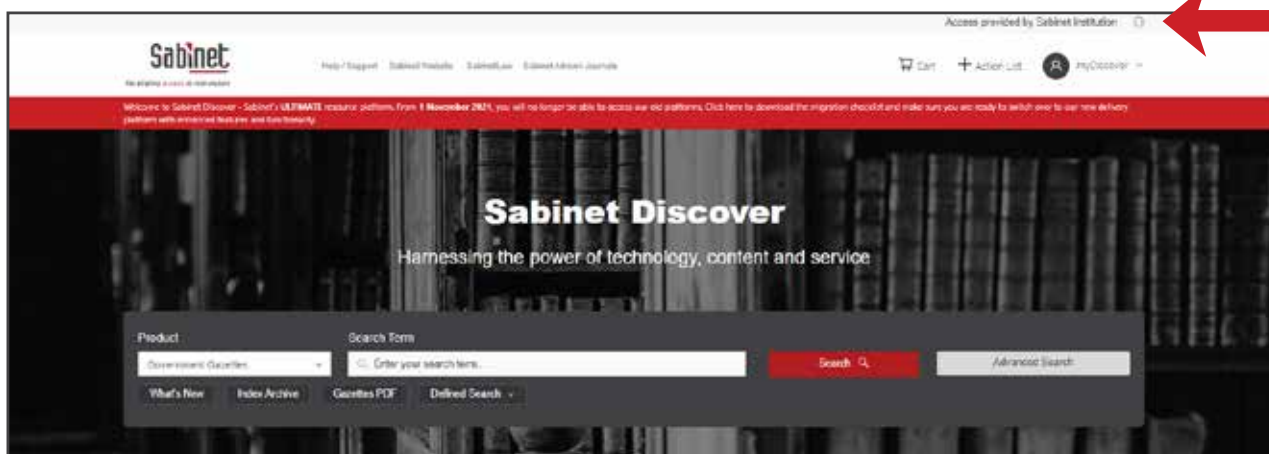 Access provided by Sabinet Institution
Sabinet
Help / Support Sabinet Website SabinetLaw Sabinet African Journals
Cart Action List myDiscover
Welcome to Sabinet Discover - Sabinet's ULTIMATE resource platform. From 1 November 2021, you will no longer be able to access our old platforms. Click here to download the migration checklist and make sure you are ready to switch over to our new delivery
platform with enhanced features and functionality.
Sabinet Discover
Harnessing the power of technology, content and service
Product Search Term
Government Gazettes Enter your search term... Search Advanced Search
What's New Index Archive Gazettes PDF Defined Search